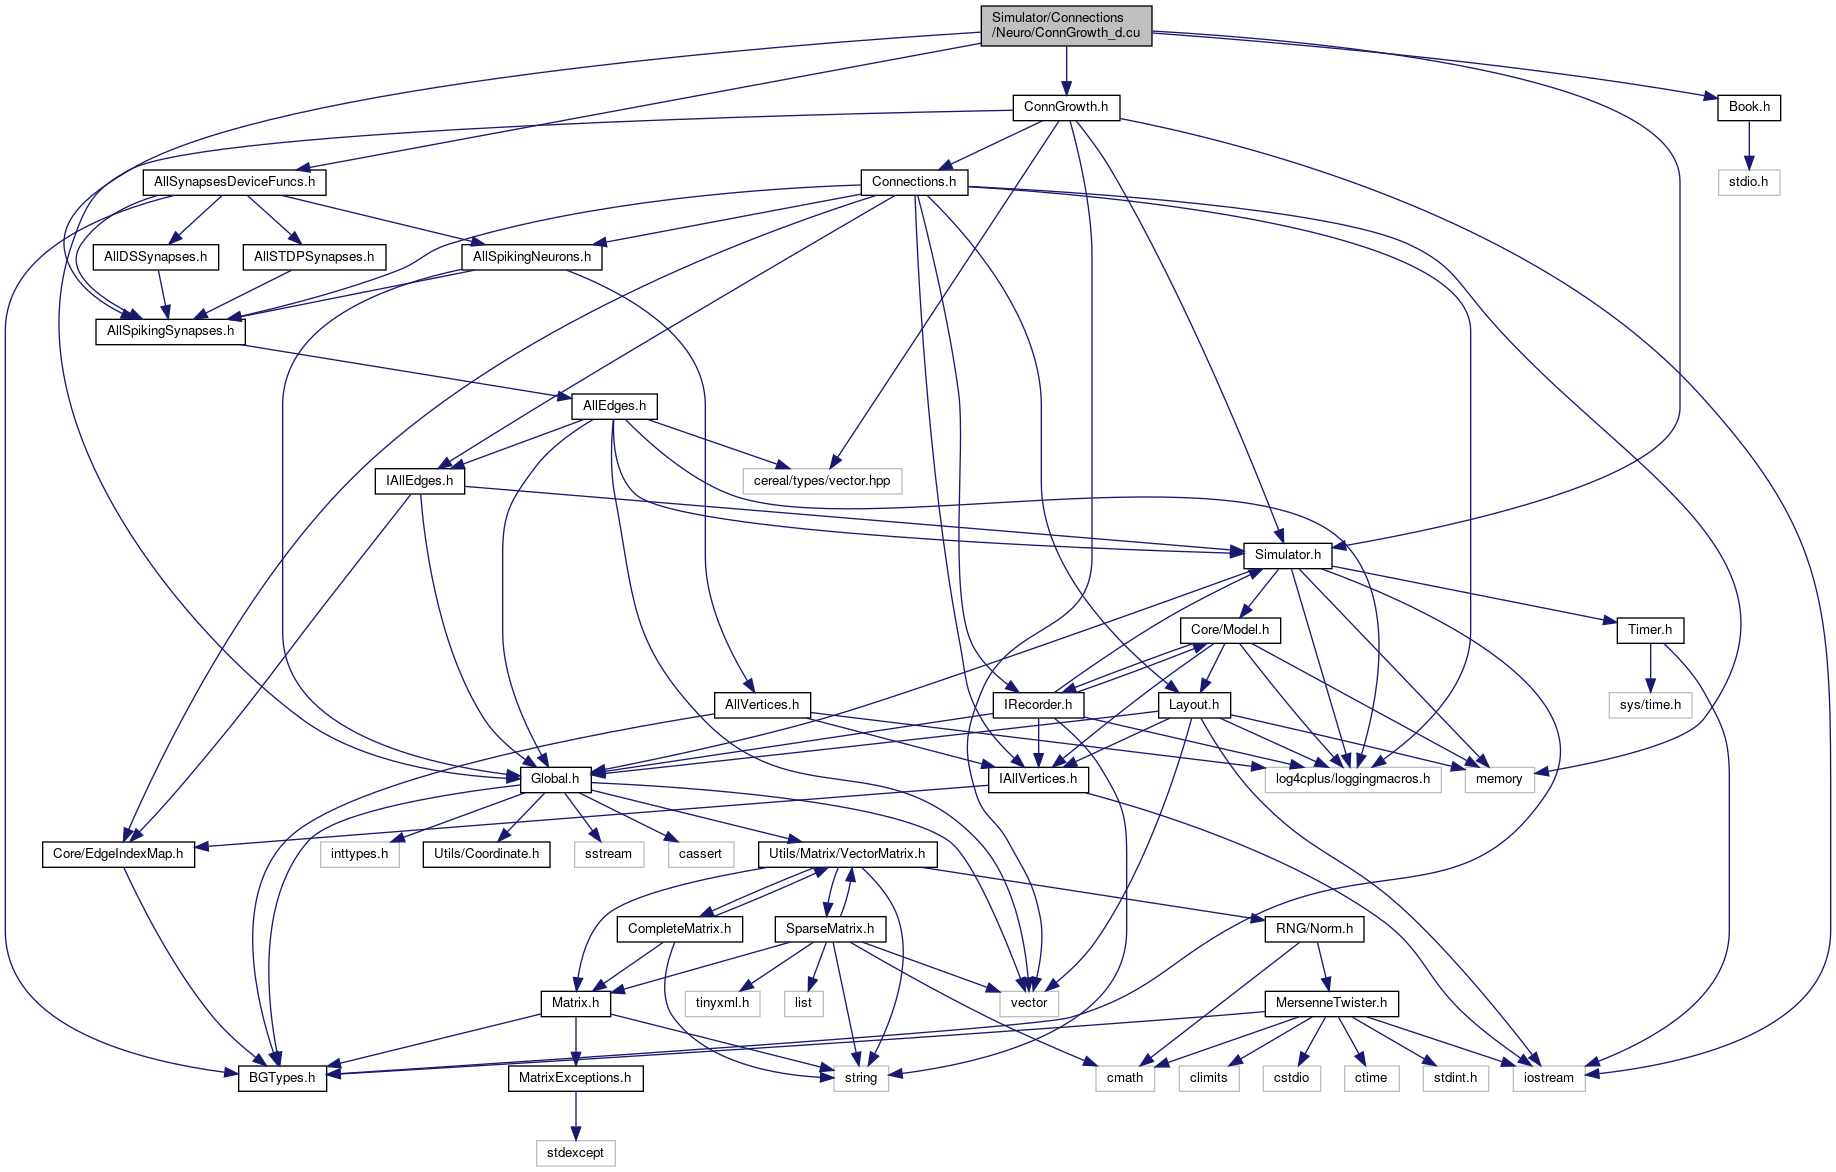 Simulator/Connections
/Neuro/ConnGrowth_d.cu
ConnGrowth.h
Book.h
AllSynapsesDeviceFuncs.h
Connections.h
stdio.h
AllDSSynapses.h
AllSTDPSynapses.h
AllSpikingNeurons.h
AllSpikingSynapses.h
AllEdges.h
IAllEdges.h
cereal/types/vector.hpp
Simulator.h
Core/Model.h
Timer.h
AllVertices.h
IRecorder.h
Layout.h
sys/time.h
Global.h
IAllVertices.h
log4cplus/loggingmacros.h
memory
Core/EdgeIndexMap.h
inttypes.h
Utils/Coordinate.h
sstream
cassert
Utils/Matrix/VectorMatrix.h
CompleteMatrix.h
SparseMatrix.h
RNG/Norm.h
Matrix.h
tinyxml.h
list
vector
MersenneTwister.h
BGTypes.h
MatrixExceptions.h
string
cmath
climits
cstdio
ctime
stdint.h
iostream
stdexcept